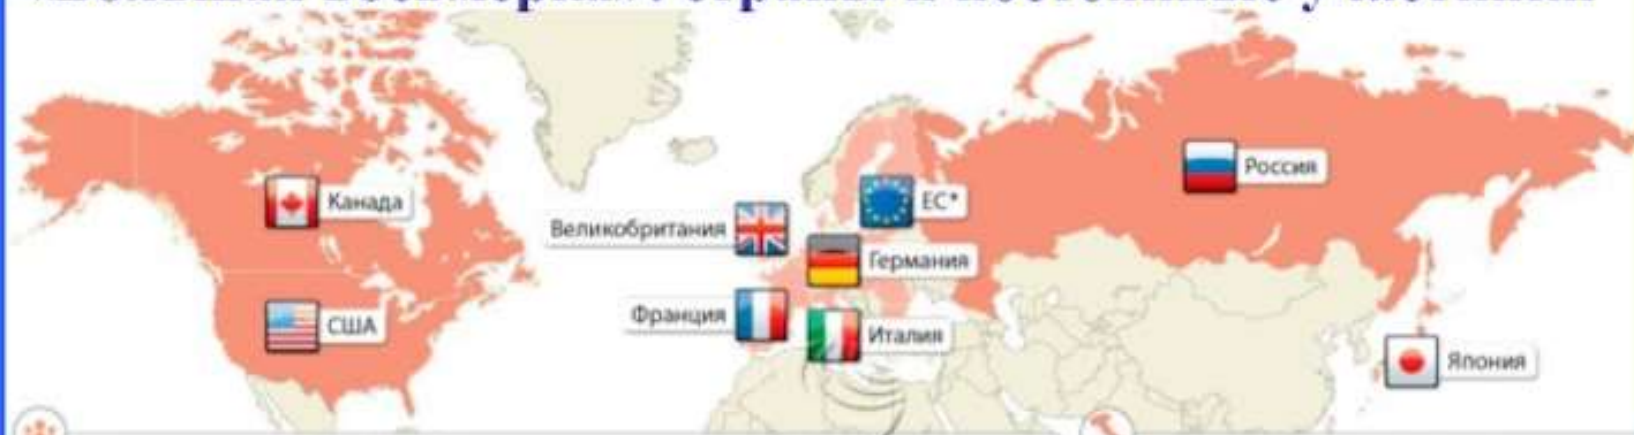 Канада
Великобритания
ЕС*
Россия
Германия
Франция
США
Италия
Япония